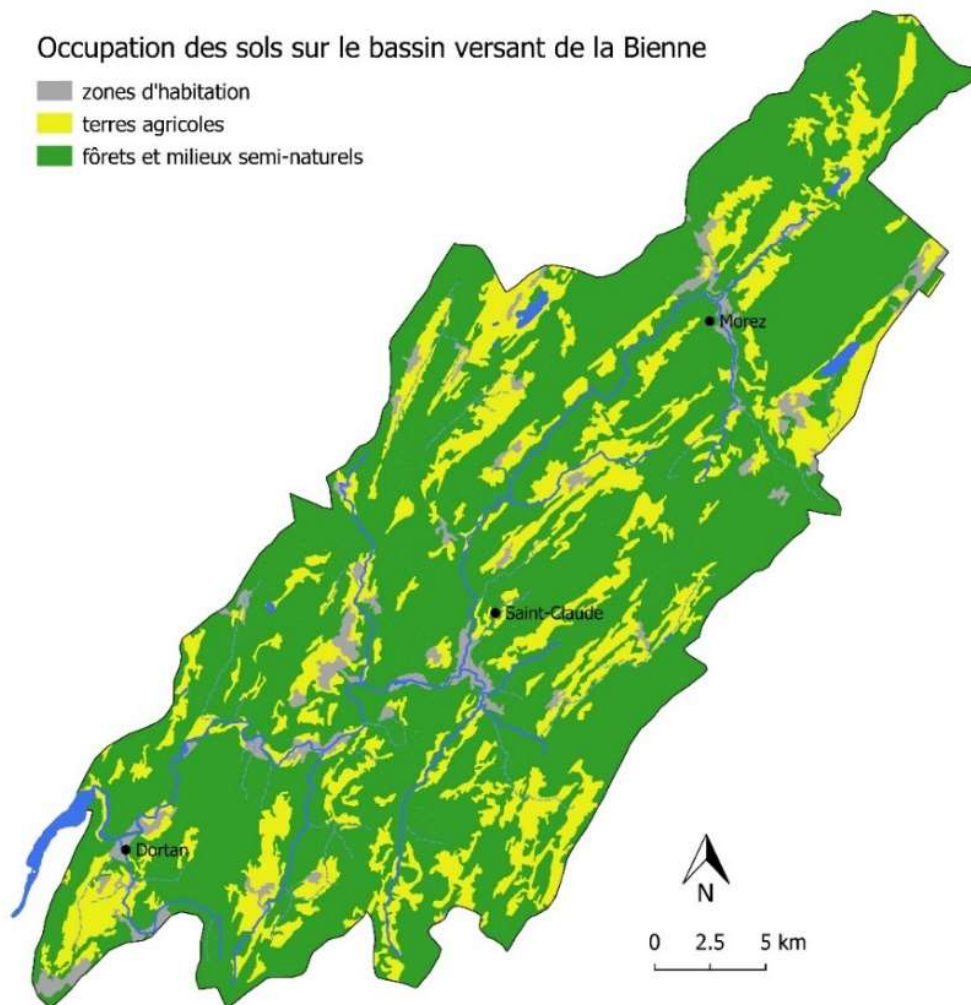 Occupation des sols sur le bassin versant de la Bienne
zones d'habitation
terres agricoles
fôrets et milieux semi-naturels
Morez
Saint-Claude
Dortan
N
0 2.5 5 km